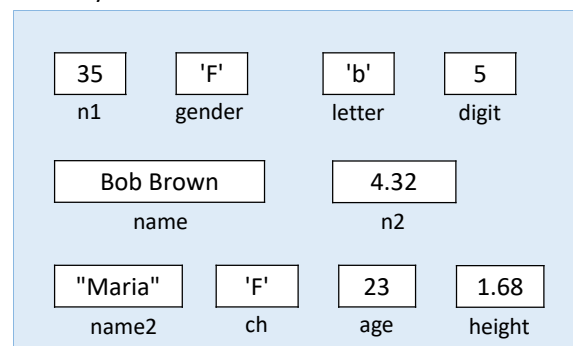 35 'F' 'b' 5
n1 gender letter digit
Bob Brown 4.32
name n2
"Maria" 'F' 23 1.68
name2 ch age height